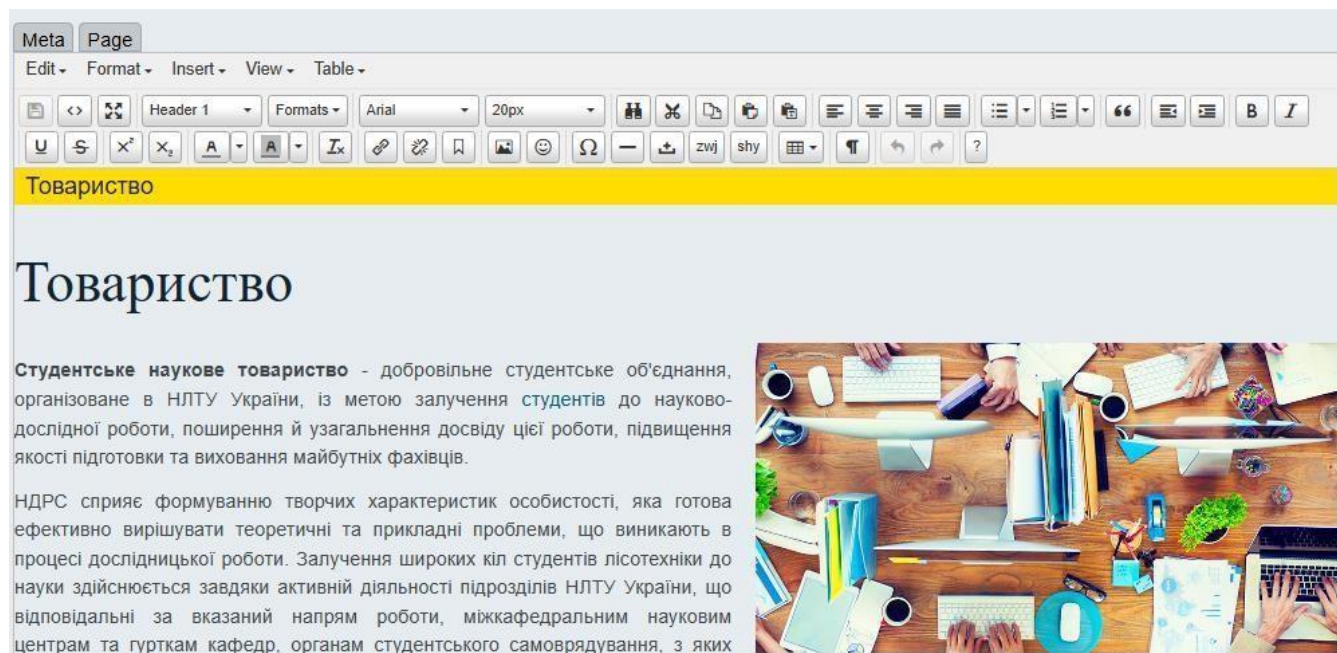 Meta Page
Edit Format Insert View Table
Header 1 Formats Arial 20px B I
U S x² x₂ A A Ix Ω zwj shy ¶ ?
Товариство
Товариство
Студентське наукове товариство - добровільне студентське об'єднання,
організоване в НЛТУ України, із метою залучення студентів до науково-
дослідної роботи, поширення й узагальнення досвіду цієї роботи, підвищення
якості підготовки та виховання майбутніх фахівців.
НДРС сприяє формуванню творчих характеристик особистості, яка готова
ефективно вирішувати теоретичні та прикладні проблеми, що виникають в
процесі дослідницької роботи. Залучення широких кіл студентів лісотехніки до
науки здійснюється завдяки активній діяльності підрозділів НЛТУ України, що
відповідальні за вказаний напрям роботи, міжкафедральним науковим
центрам та гурткам кафедр, органам студентського самоврядування, з яких